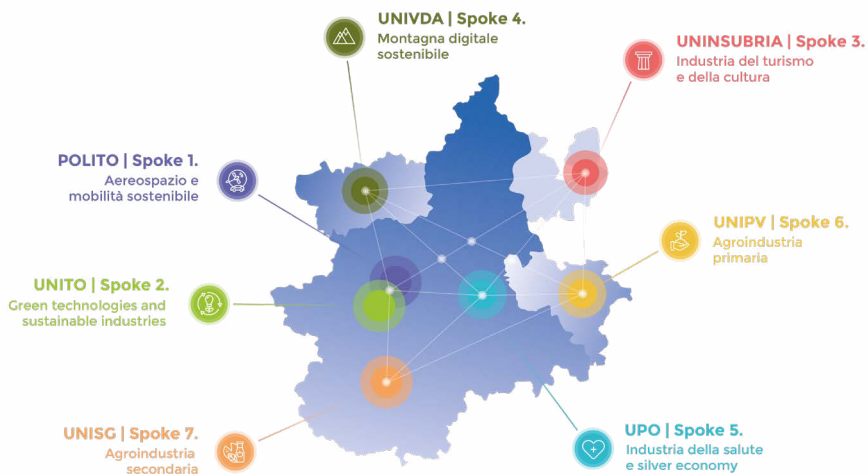 UNIVDA | Spoke 4.
Montagna digitale
sostenibile
UNINSUBRIA | Spoke 3.
Industria del turismo
e della cultura
POLITO | Spoke 1.
Aereospazio e
mobilità sostenibile
UNIPV | Spoke 6.
Agroindustria
primaria
UNITO | Spoke 2.
Green technologies and
sustainable industries
UNISG | Spoke 7.
Agroindustria
secondaria
UPO | Spoke 5.
Industria della salute
e silver economy